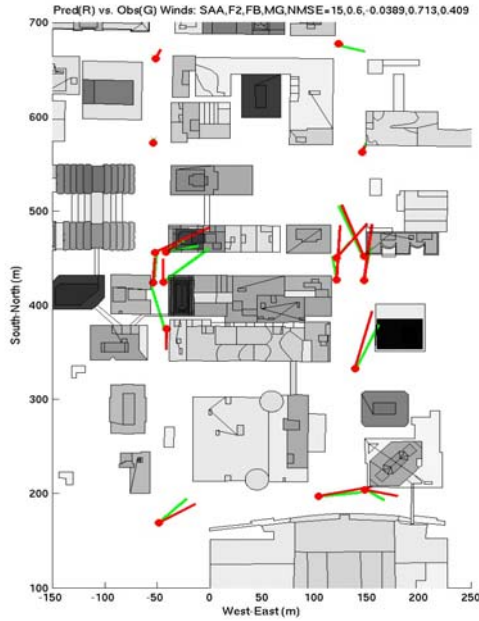 Pred(R) vs. Obs(G) Winds: SAA,F2,FB,MG,NMSE=15,0.6,-0.0389,0.713,0.409
700
600
500
400
300
200
100
South-North (m)
-150 -100 -50 0 50 100 150 200 250
West-East (m)